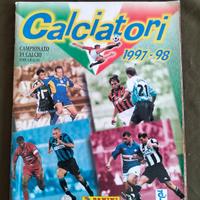 Calciatori
1997-98
CAMPIONATO
DI CALCIO
PANINI